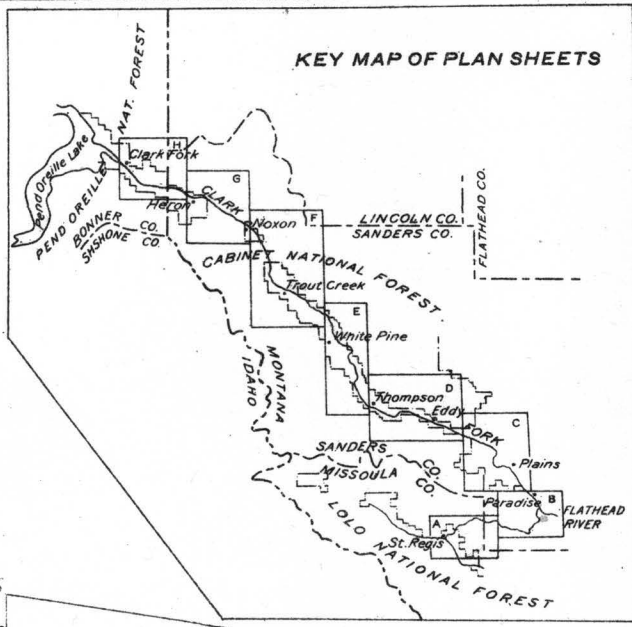 KEY MAP OF PLAN SHEETS
NAT. FOREST
PEND OREILLE
Pend Oreille Lake
H
Clark Fork
G
CLARK
Heron
F
Noxon
LINCOLN CO.
SANDERS CO.
FLATHEAD CO.
BONNER CO.
SHSHONE CO.
CABINET NATIONAL FOREST
Trout Creek
E
White Pine
MONTANA
IDAHO
D
Thompson
Eddy
C
FORK
SANDERS CO.
MISSOULA CO.
Plains
B
Paradise
FLATHEAD
RIVER
A
St. Regis
LOLO NATIONAL FOREST